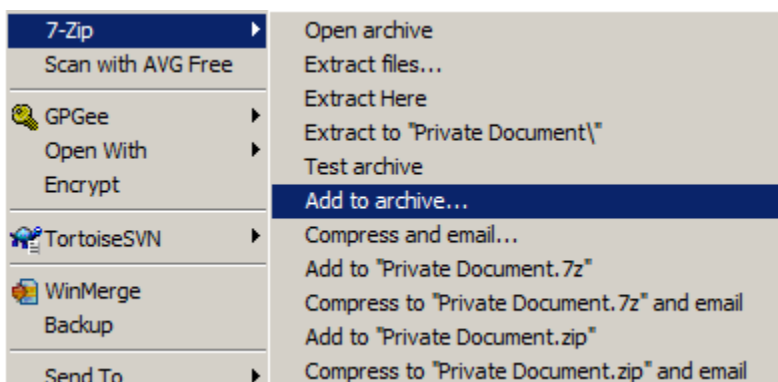 7-Zip
Scan with AVG Free
GPGee
Open With
Encrypt
TortoiseSVN
WinMerge
Backup
Send To
Open archive
Extract files...
Extract Here
Extract to "Private Document\"
Test archive
Add to archive...
Compress and email...
Add to "Private Document.7z"
Compress to "Private Document.7z" and email
Add to "Private Document.zip"
Compress to "Private Document.zip" and email